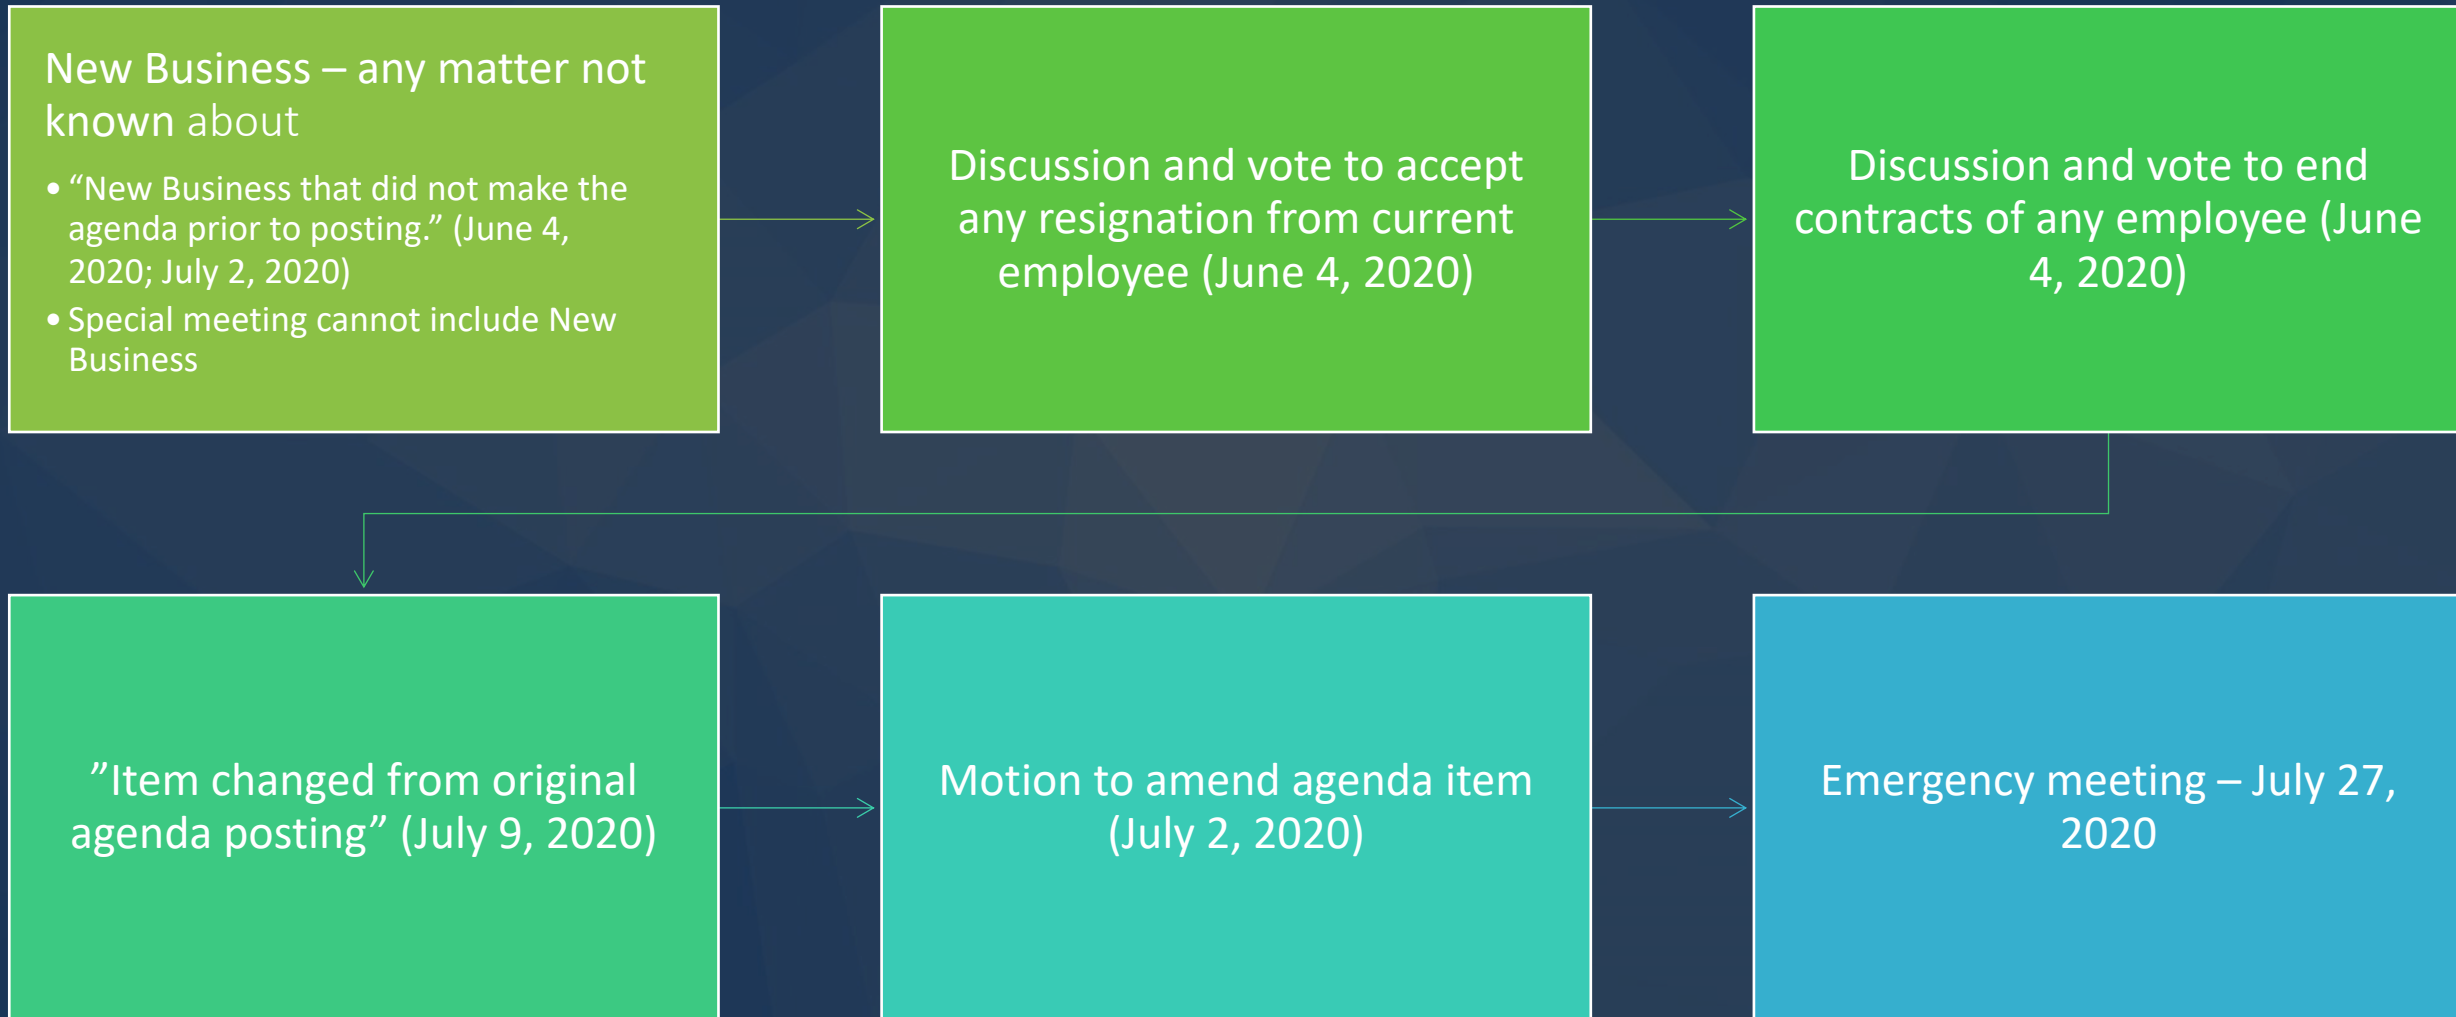 New Business – any matter not
known about
• “New Business that did not make the
agenda prior to posting.” (June 4,
2020; July 2, 2020)
• Special meeting cannot include New
Business
Discussion and vote to accept
any resignation from current
employee (June 4, 2020)
Discussion and vote to end
contracts of any employee (June
4, 2020)
”Item changed from original
agenda posting” (July 9, 2020)
Motion to amend agenda item
(July 2, 2020)
Emergency meeting – July 27,
2020